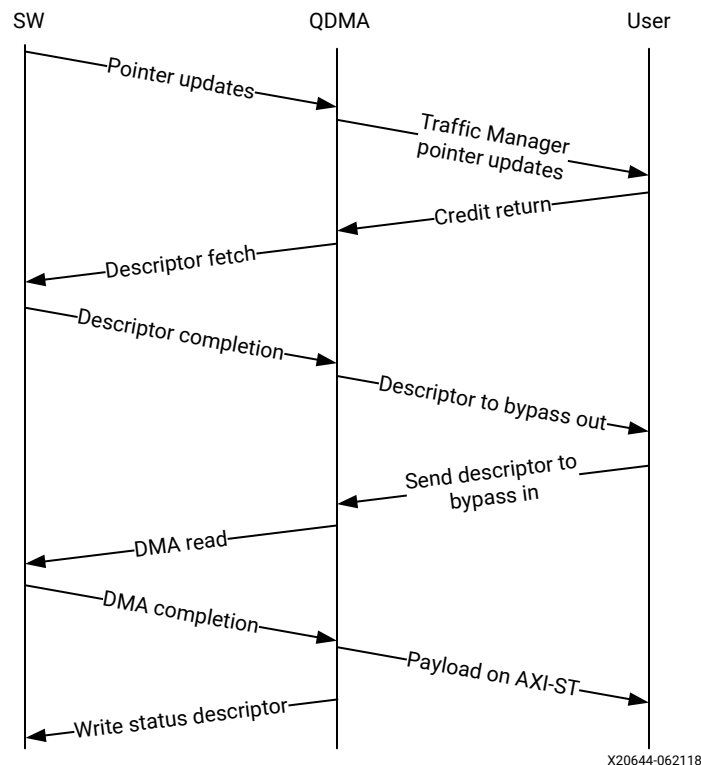 SW
QDMA
User
Pointer updates
Traffic Manager
pointer updates
Credit return
Descriptor fetch
Descriptor completion
Descriptor to bypass out
Send descriptor to
bypass in
DMA read
DMA completion
Payload on AXI-ST
Write status descriptor
X20644-062118